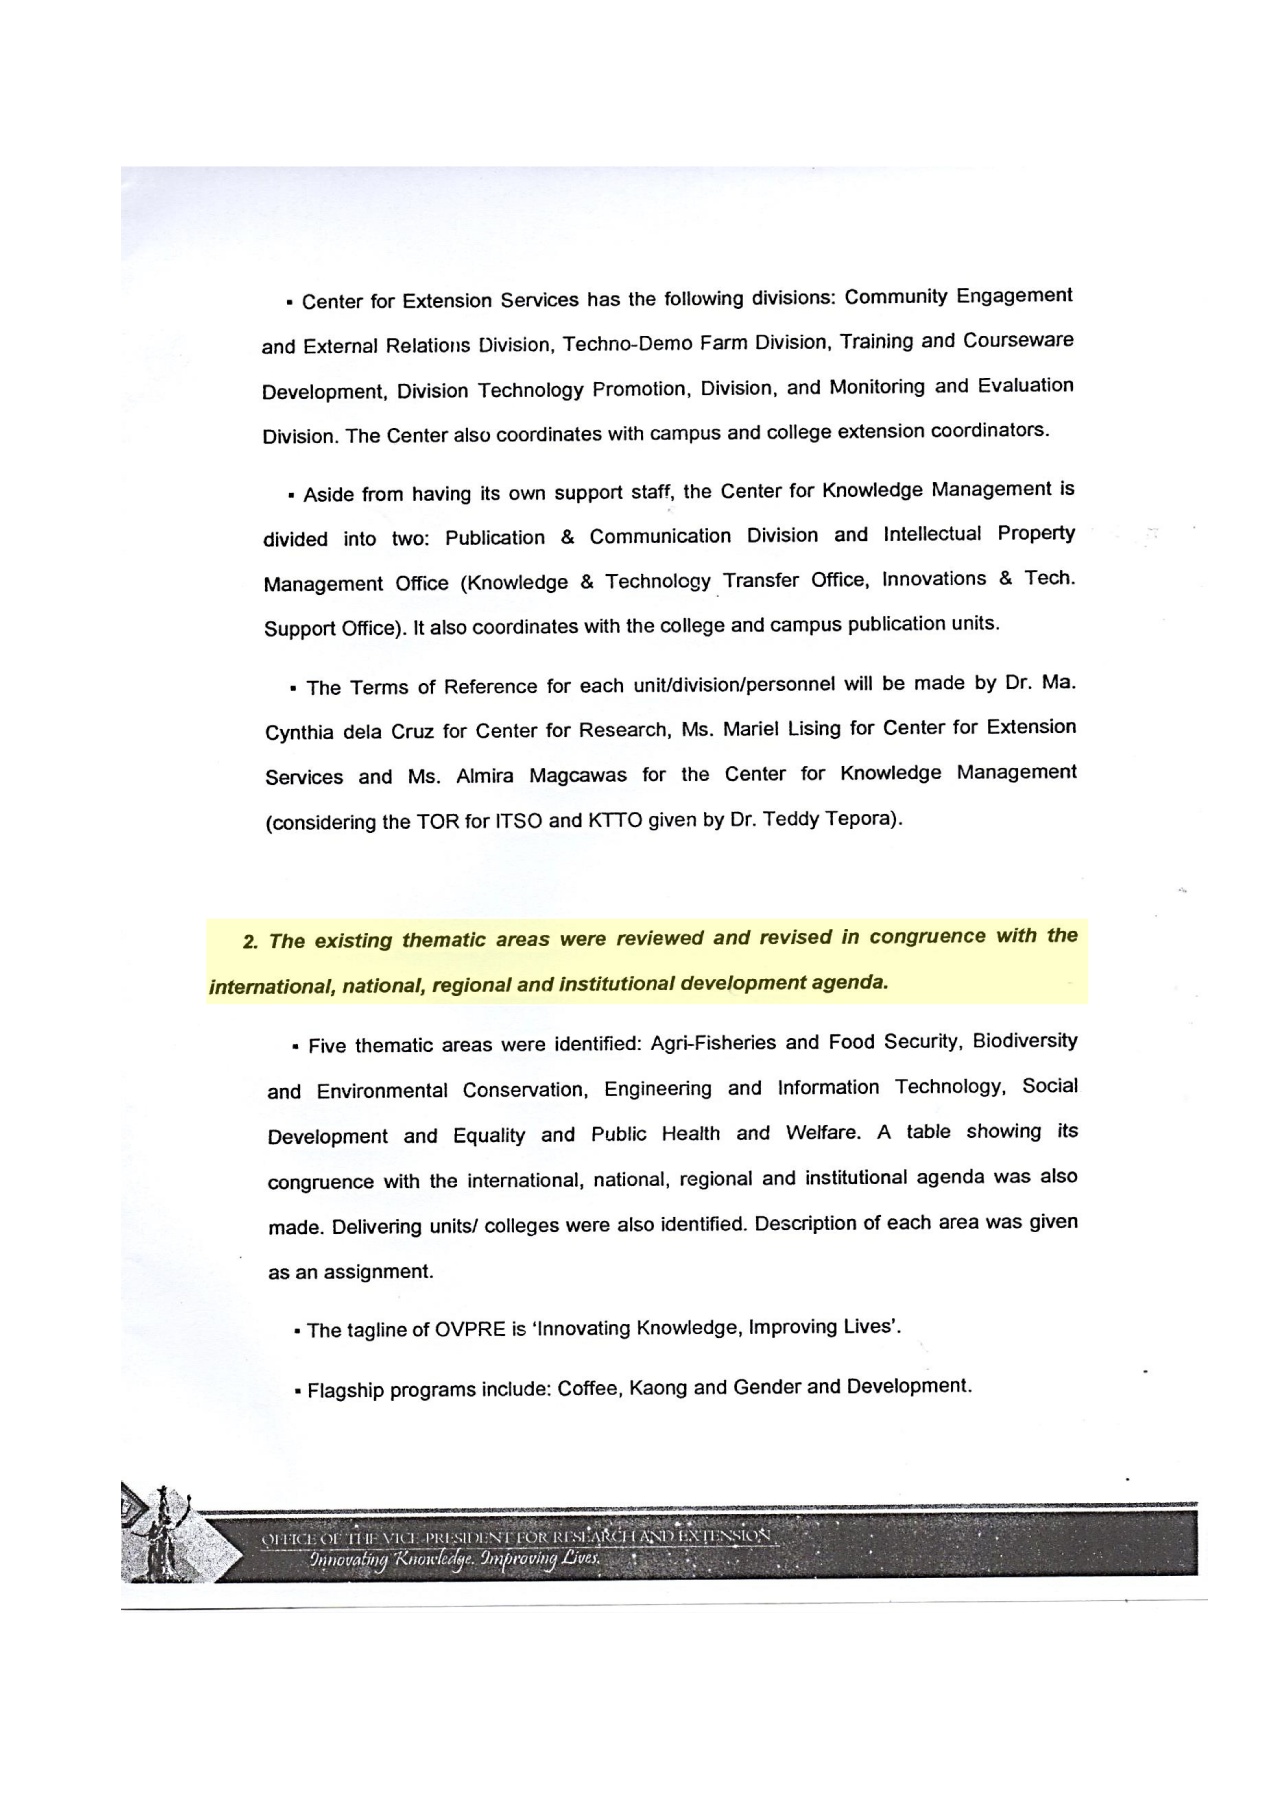 ▪ Center for Extension Services has the following divisions: Community Engagement
and External Relations Division, Techno-Demo Farm Division, Training and Courseware
Development, Division Technology Promotion, Division, and Monitoring and Evaluation
Division. The Center also coordinates with campus and college extension coordinators.
▪ Aside from having its own support staff, the Center for Knowledge Management is
divided into two: Publication & Communication Division and Intellectual Property
Management Office (Knowledge & Technology Transfer Office, Innovations & Tech.
Support Office). It also coordinates with the college and campus publication units.
▪ The Terms of Reference for each unit/division/personnel will be made by Dr. Ma.
Cynthia dela Cruz for Center for Research, Ms. Mariel Lising for Center for Extension
Services and Ms. Almira Magcawas for the Center for Knowledge Management
(considering the TOR for ITSO and KTTO given by Dr. Teddy Tepora).
2. The existing thematic areas were reviewed and revised in congruence with the
international, national, regional and institutional development agenda.
▪ Five thematic areas were identified: Agri-Fisheries and Food Security, Biodiversity
and Environmental Conservation, Engineering and Information Technology, Social
Development and Equality and Public Health and Welfare. A table showing its
congruence with the international, national, regional and institutional agenda was also
made. Delivering units/ colleges were also identified. Description of each area was given
as an assignment.
▪ The tagline of OVPRE is ‘Innovating Knowledge, Improving Lives’.
▪ Flagship programs include: Coffee, Kaong and Gender and Development.
OFFICE OF THE VICE-PRESIDENT FOR RESEARCH AND EXTENSION
Innovating Knowledge. Improving Lives.